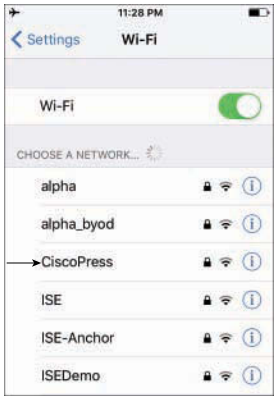 11:28 PM
Settings Wi-Fi
Wi-Fi
CHOOSE A NETWORK...
alpha
alpha_byod
CiscoPress
ISE
ISE-Anchor
ISEDemo